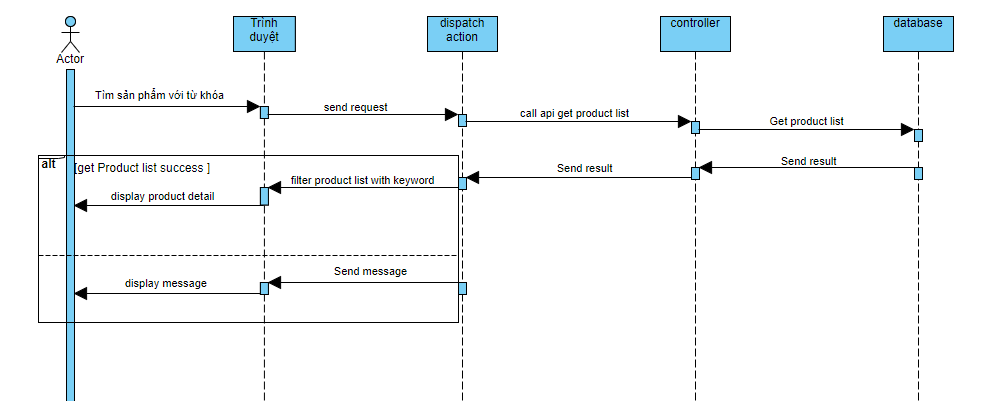 Trình
duyệt
dispatch
action
controller
database
Actor
Tìm sản phẩm với từ khóa
send request
call api get product list
Get product list
alt
[get Product list success ]
filter product list with keyword
Send result
Send result
display product detail
Send message
display message